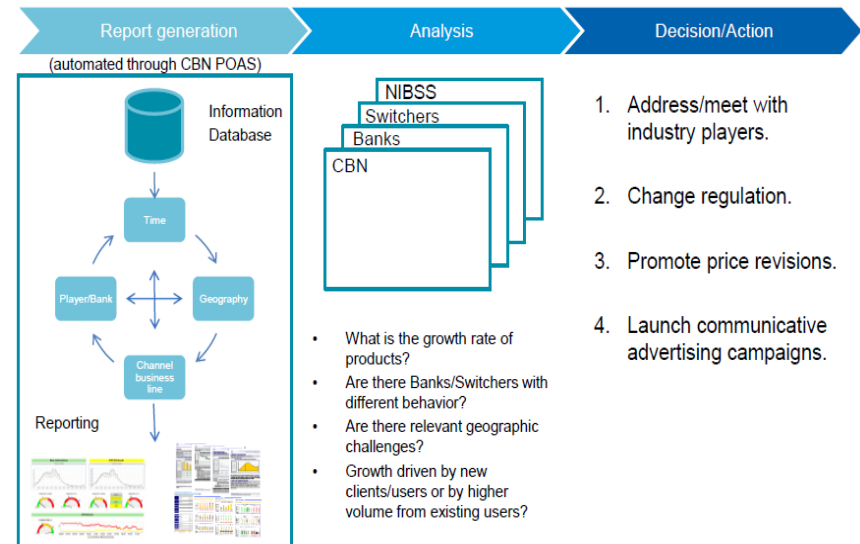 Report generation
Analysis
Decision/Action
(automated through CBN POAS)
Information
Database
Time
Player/Bank
Geography
Channel
business
line
Reporting
NIBSS
Switchers
Banks
CBN
• What is the growth rate of
products?
• Are there Banks/Switchers with
different behavior?
• Are there relevant geographic
challenges?
• Growth driven by new
clients/users or by higher
volume from existing users?
1. Address/meet with
industry players.
2. Change regulation.
3. Promote price revisions.
4. Launch communicative
advertising campaigns.